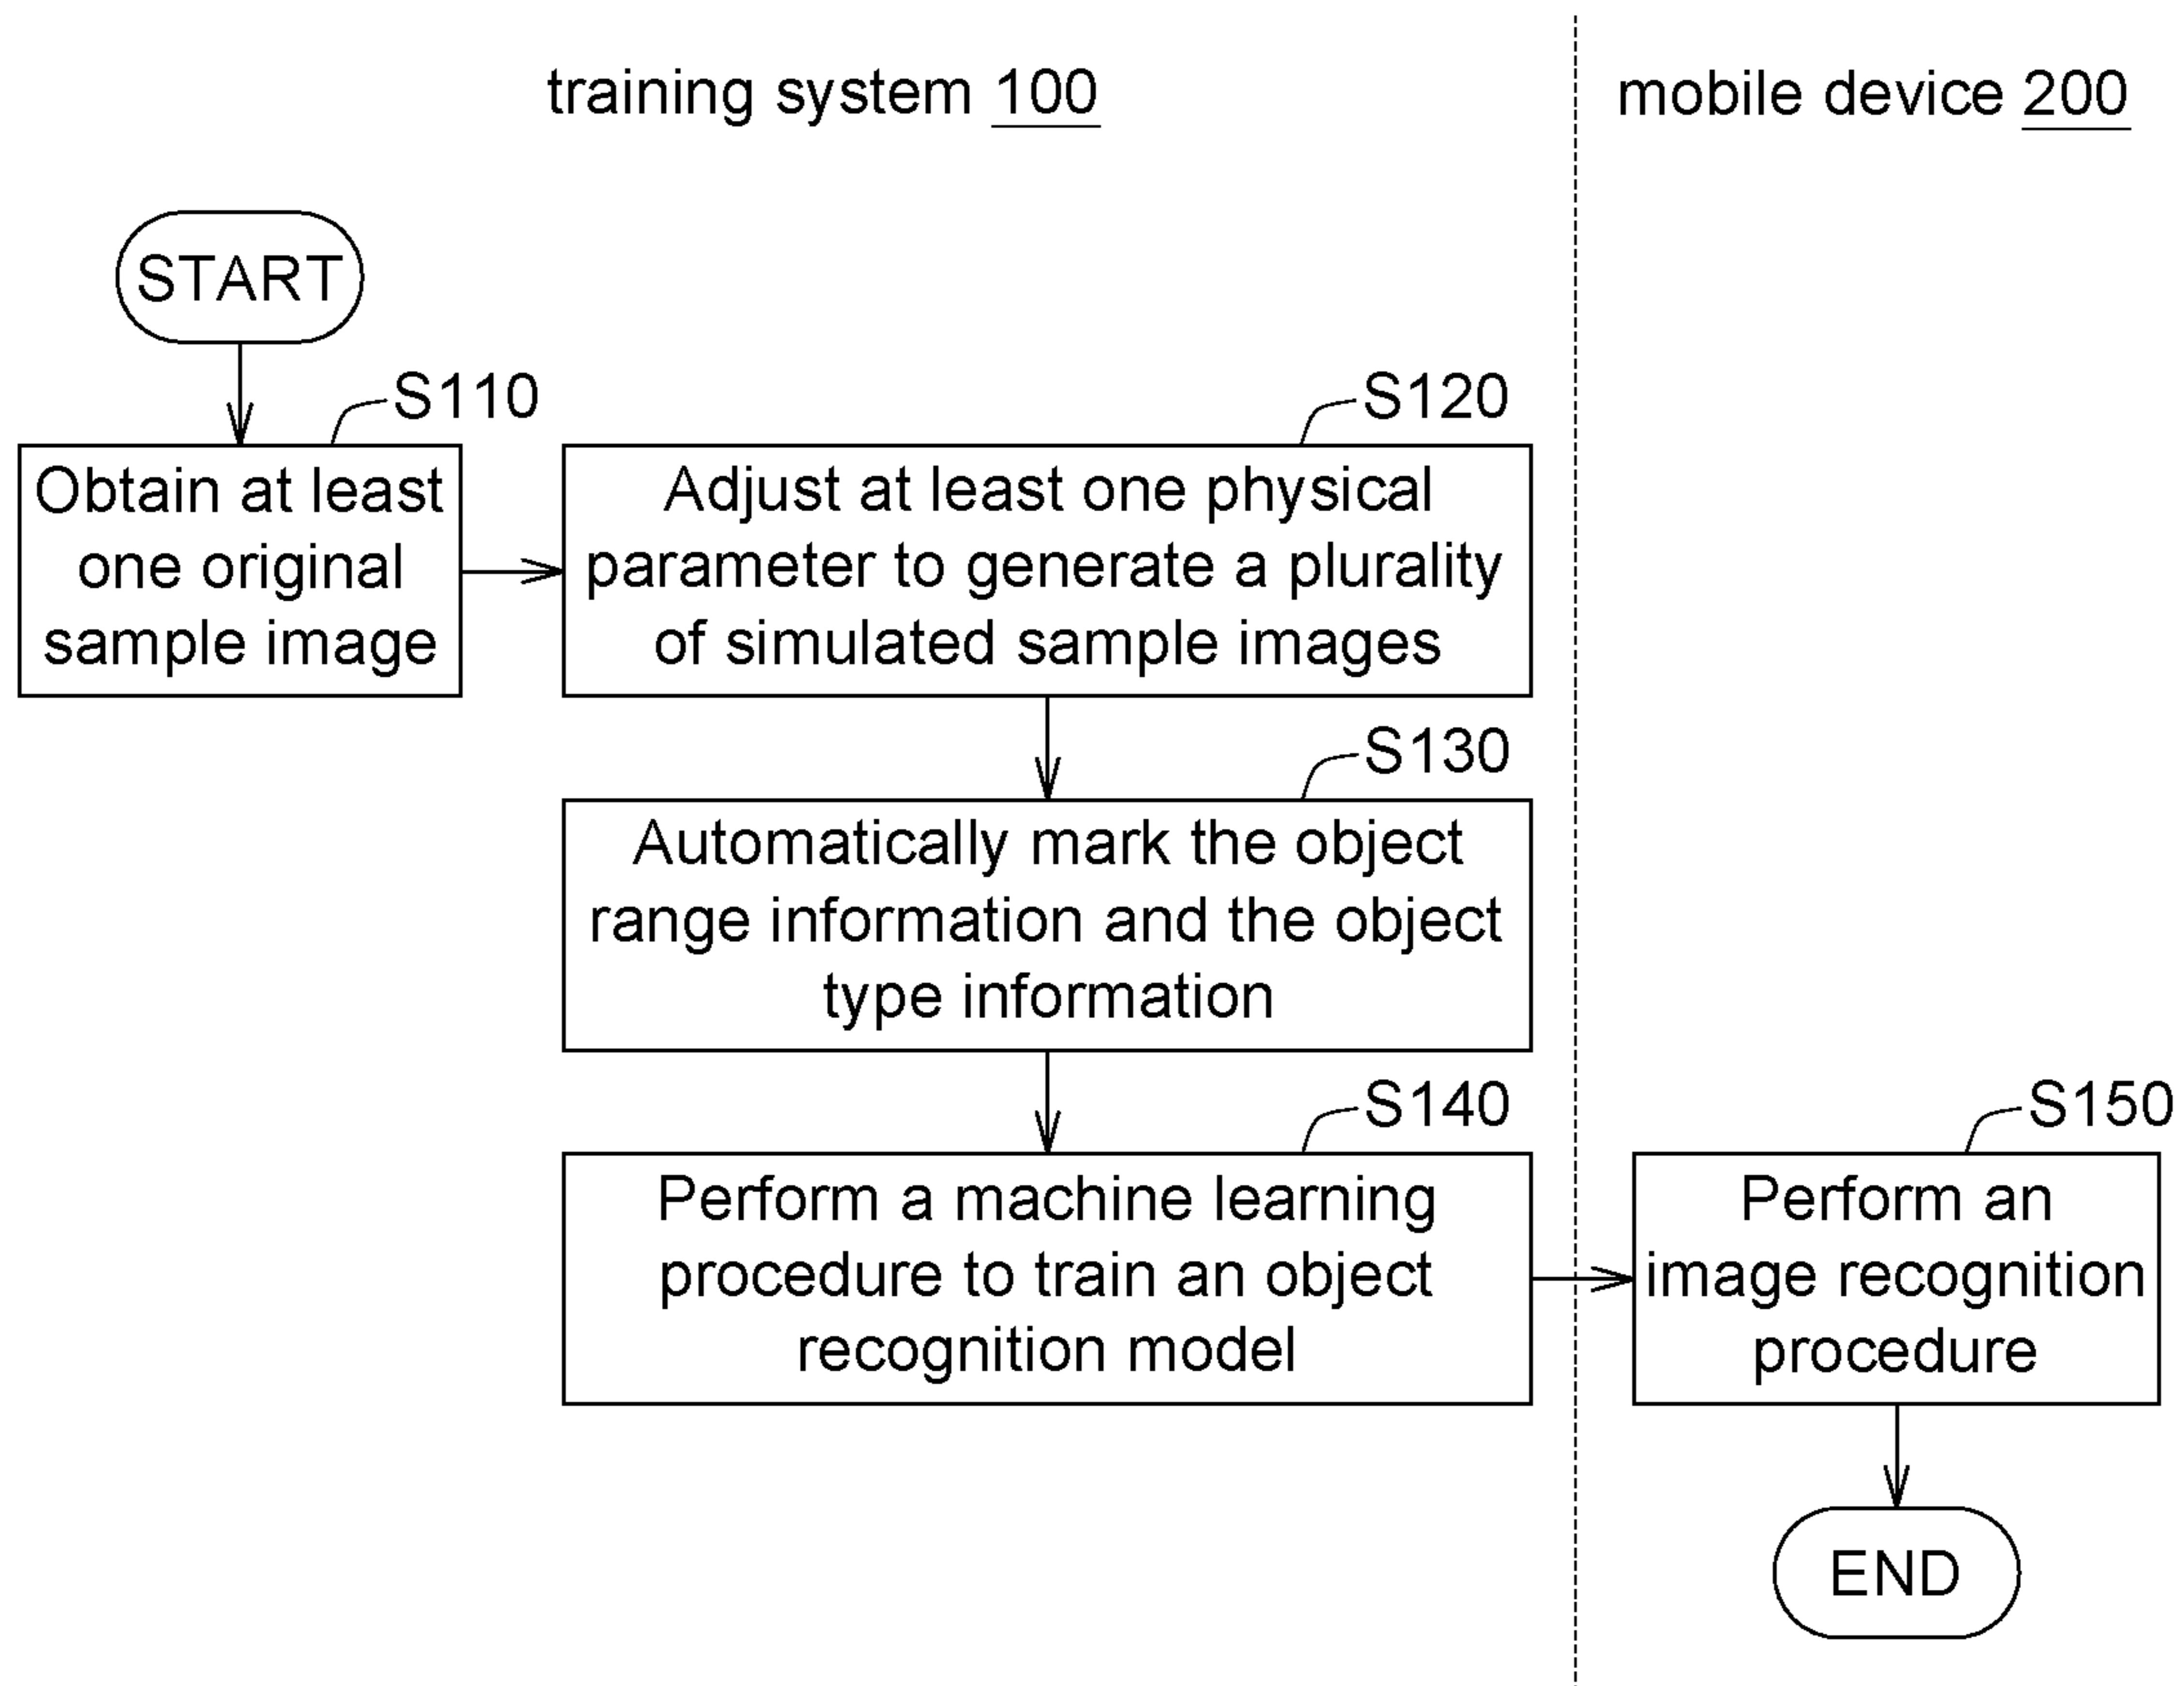 training system 100
mobile device 200
START
S110
Obtain at least
one original
sample image
S120
Adjust at least one physical
parameter to generate a plurality
of simulated sample images
S130
Automatically mark the object
range information and the object
type information
S140
Perform a machine learning
procedure to train an object
recognition model
S150
Perform an
image recognition
procedure
END